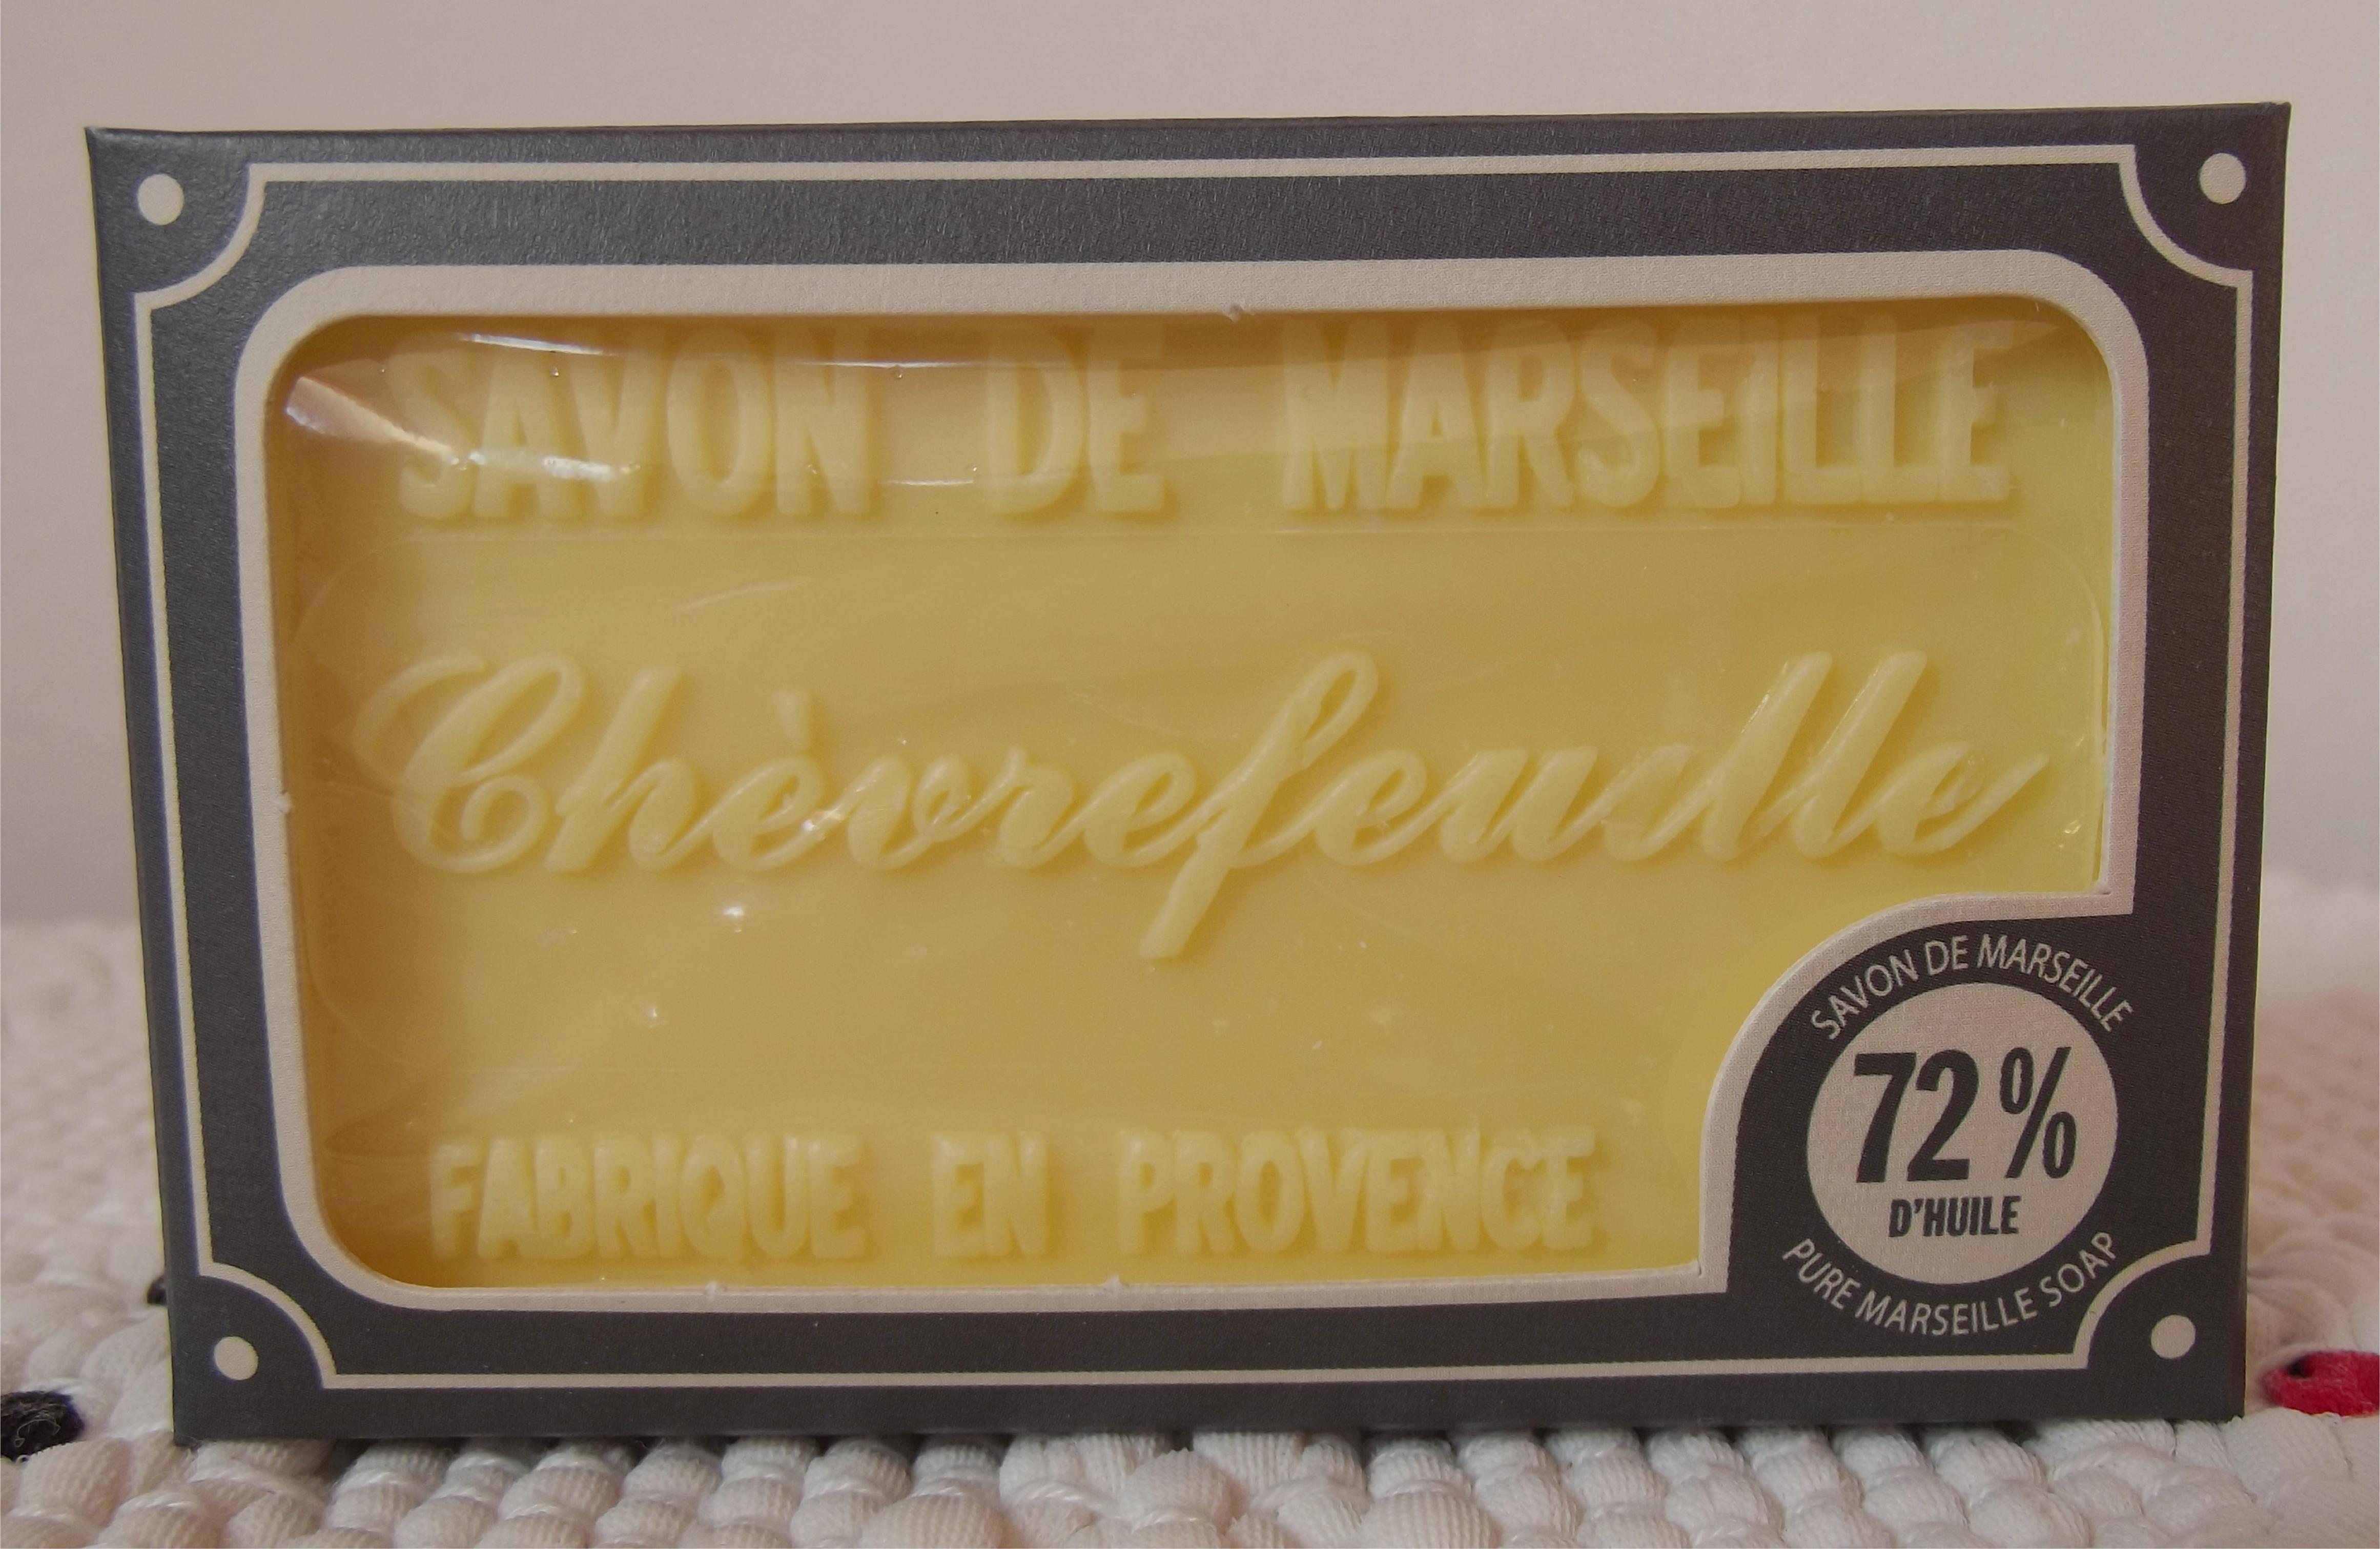 SAVON DE MARSEILLE
Chèvrefeuille
FABRIQUE EN PROVENCE
SAVON DE MARSEILLE
72%
D'HUILE
PURE MARSEILLE SOAP